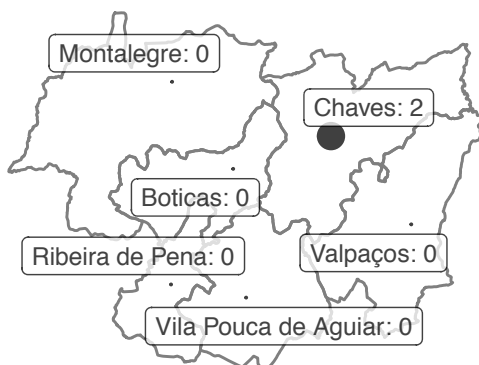 Montalegre: 0
Chaves: 2
Boticas: 0
Ribeira de Pena: 0
Valpaços: 0
Vila Pouca de Aguiar: 0